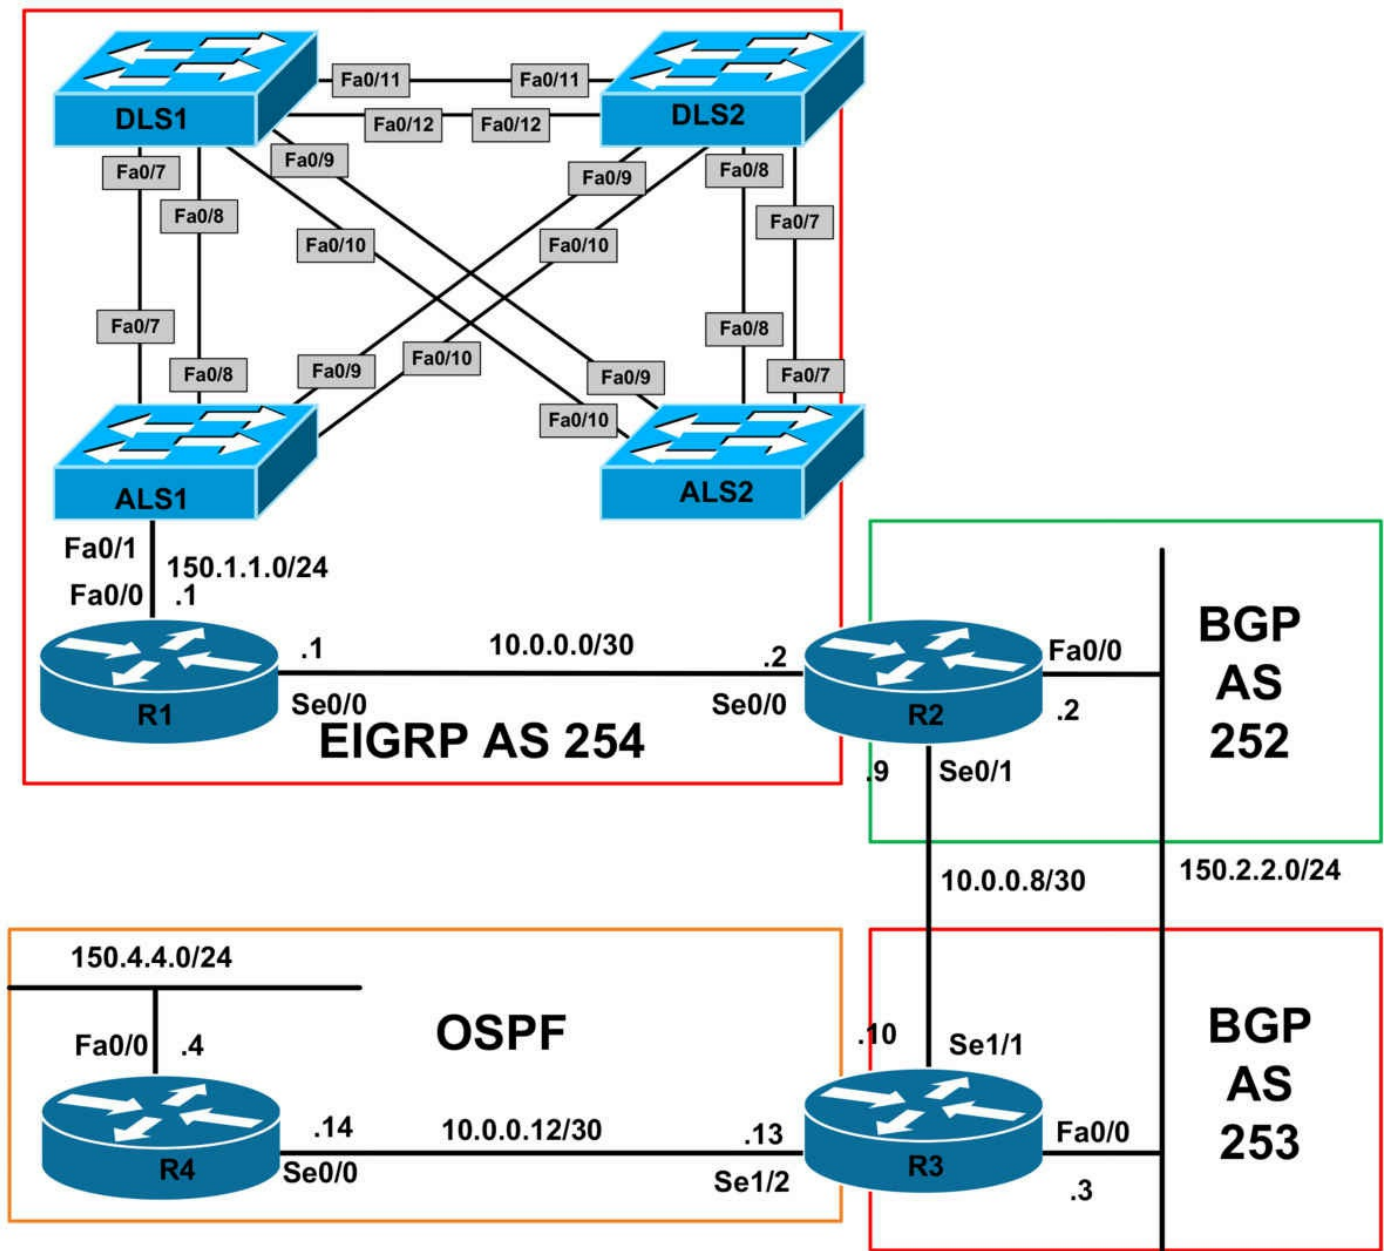 Fa0/11
Fa0/11
DLS1
DLS2
Fa0/12
Fa0/12
Fa0/7
Fa0/9
Fa0/9
Fa0/8
Fa0/8
Fa0/7
Fa0/10
Fa0/10
Fa0/7
Fa0/8
Fa0/8
Fa0/9
Fa0/10
Fa0/9
Fa0/7
Fa0/10
ALS1
ALS2
Fa0/1
150.1.1.0/24
Fa0/0
.1
.1
10.0.0.0/30
.2
R1
Se0/0
Se0/0
EIGRP AS 254
R2
Fa0/0
.2
BGP
AS
252
.9
Se0/1
10.0.0.8/30
150.2.2.0/24
150.4.4.0/24
OSPF
Fa0/0
.4
.10
Se1/1
BGP
AS
253
.14
10.0.0.12/30
.13
Fa0/0
R4
Se0/0
Se1/2
R3
.3